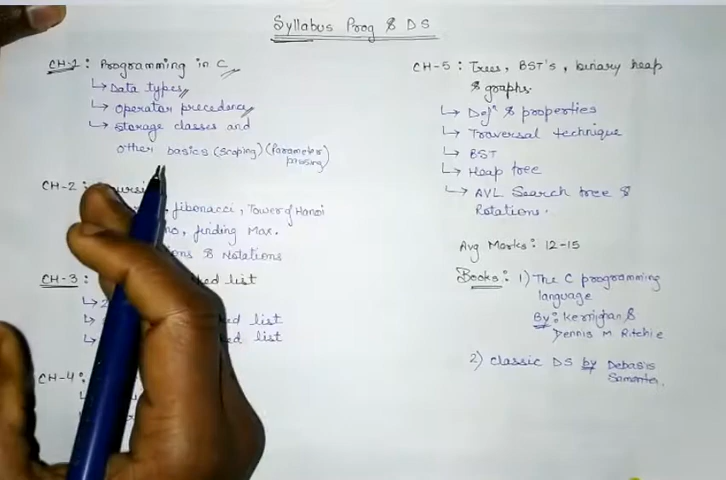 Syllabus Prog & DS
CH-1: Programming in C
↳ Data types
↳ Operator precedency
↳ Storage classes and
other basics (scoping) (Parameter
passing)
CH-2:
, fibonacci, Tower of Hanoi
finding Max.
& Notations
CH-3: list
↳
↳ list
↳ list
CH-4:
CH-5: Trees, BST's, binary heap
& graphs.
↳ Defⁿ & properties
↳ Traversal technique
↳ BST
↳ Heap tree
↳ AVL Search tree &
Rotations.
Avg Marks: 12-15
Books: 1) The C programming
language
By: Kernighan &
Dennis M Ritchie
2) Classic DS by Debasis
Samanta.